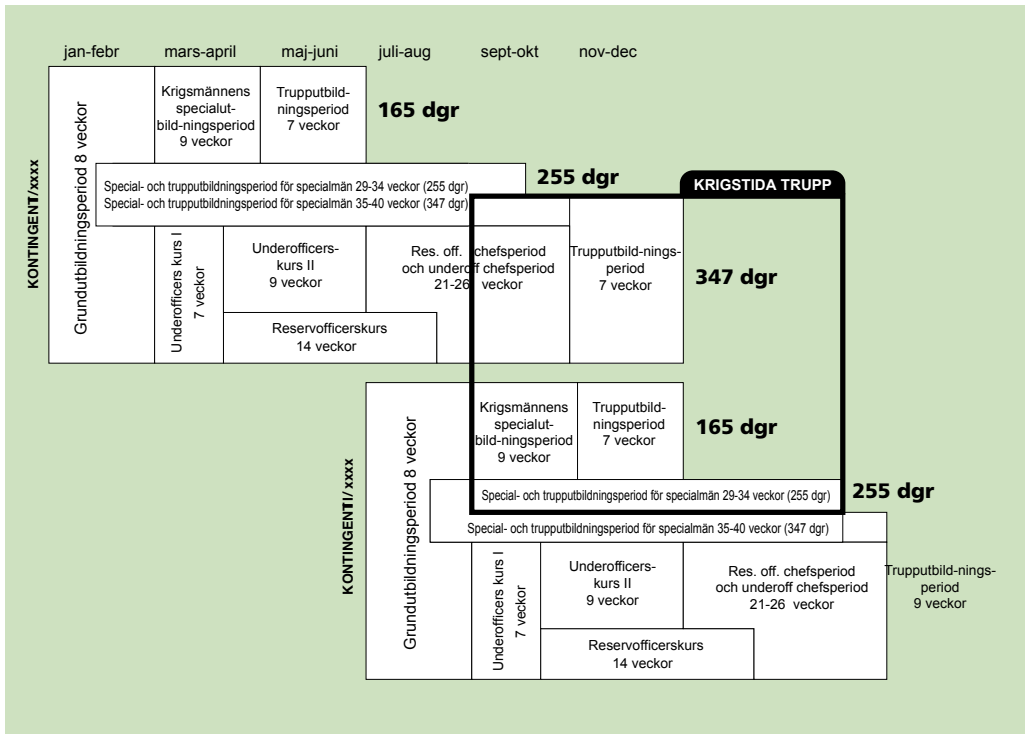 jan-febr mars-april maj-juni juli-aug sept-okt nov-dec
KONTINGENT I/xxxx
Grundutbildningsperiod 8 veckor
Krigsmännens
specialut-
bild-ningsperiod
9 veckor
Trupputbild-
ningsperiod
7 veckor
165 dgr
Special- och trupputbildningsperiod för specialmän 29-34 veckor (255 dgr)
Special- och trupputbildningsperiod för specialmän 35-40 veckor (347 dgr)
255 dgr
KRIGSTIDA TRUPP
Underofficers kurs I
7 veckor
Underofficers-
kurs II
9 veckor
Reservofficerskurs
14 veckor
Res. off. chefsperiod
och underoff chefsperiod
21-26 veckor
Trupputbild-nings-
period
7 veckor
347 dgr
KONTINGENT I/ xxxx
Grundutbildningsperiod 8 veckor
Krigsmännens
specialut-
bild-ningsperiod
9 veckor
Trupputbild-
ningsperiod
7 veckor
165 dgr
Special- och trupputbildningsperiod för specialmän 29-34 veckor (255 dgr)
255 dgr
Special- och trupputbildningsperiod för specialmän 35-40 veckor (347 dgr)
Underofficers kurs I
7 veckor
Underofficers-
kurs II
9 veckor
Reservofficerskurs
14 veckor
Res. off. chefsperiod
och underoff chefsperiod
21-26 veckor
Trupputbild-nings-
period
9 veckor